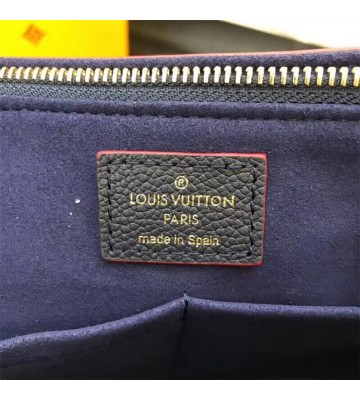 ®
LOUIS VUITTON
PARIS
made in Spain